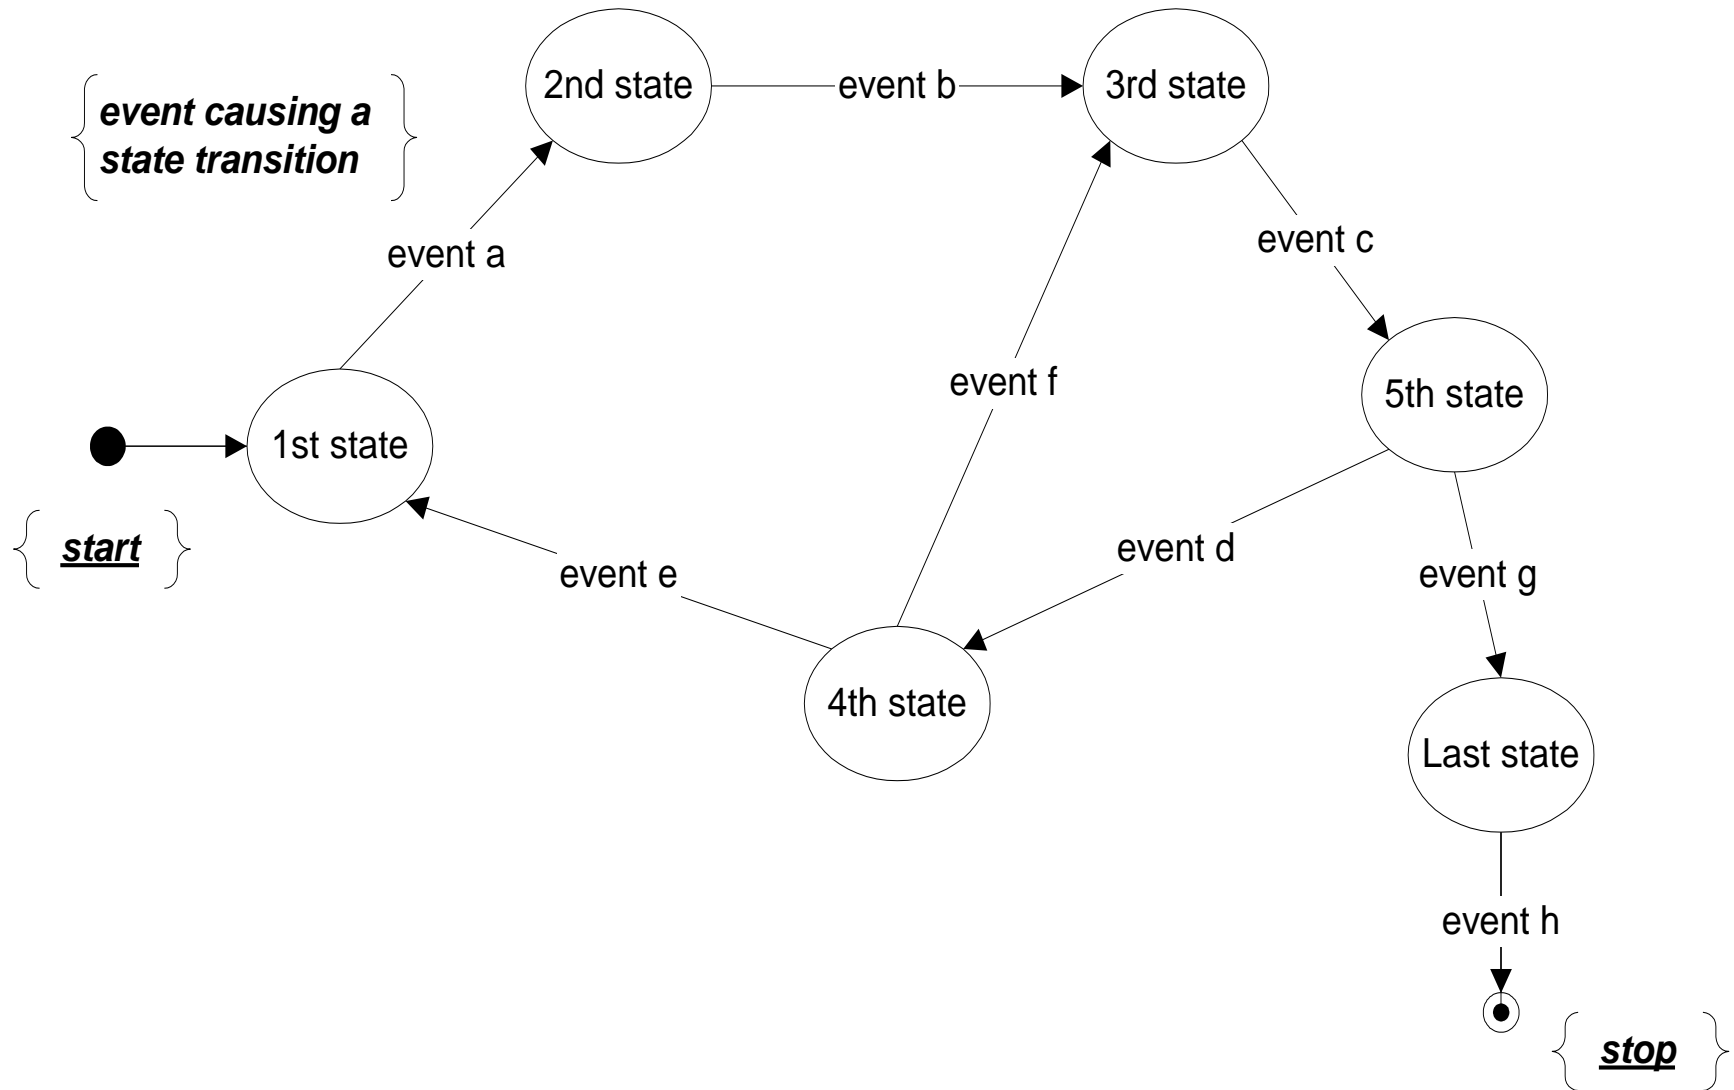 2nd state
event b
3rd state
event causing a
state transition
event a
event c
event f
5th state
1st state
start
event e
event d
event g
4th state
Last state
event h
stop